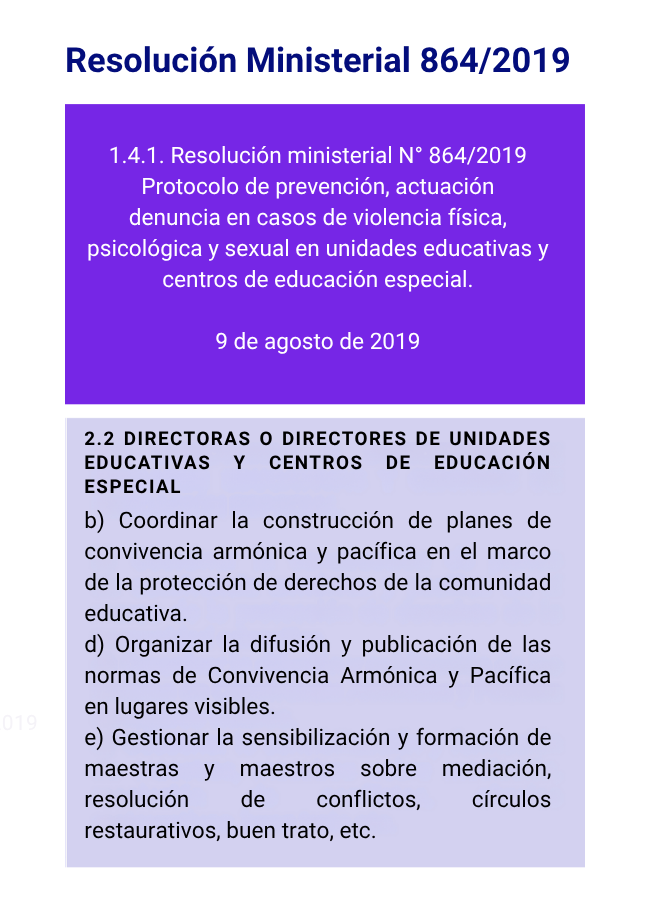 Resolución Ministerial 864/2019
1.4.1. Resolución ministerial N° 864/2019
Protocolo de prevención, actuación
denuncia en casos de violencia física,
psicológica y sexual en unidades educativas y
centros de educación especial.
9 de agosto de 2019
2.2 DIRECTORAS O DIRECTORES DE UNIDADES
EDUCATIVAS Y CENTROS DE EDUCACIÓN
ESPECIAL
b) Coordinar la construcción de planes de
convivencia armónica y pacífica en el marco
de la protección de derechos de la comunidad
educativa.
d) Organizar la difusión y publicación de las
normas de Convivencia Armónica y Pacífica
en lugares visibles.
019
e) Gestionar la sensibilización y formación de
maestras y maestros sobre mediación,
resolución de conflictos, círculos
restaurativos, buen trato, etc.